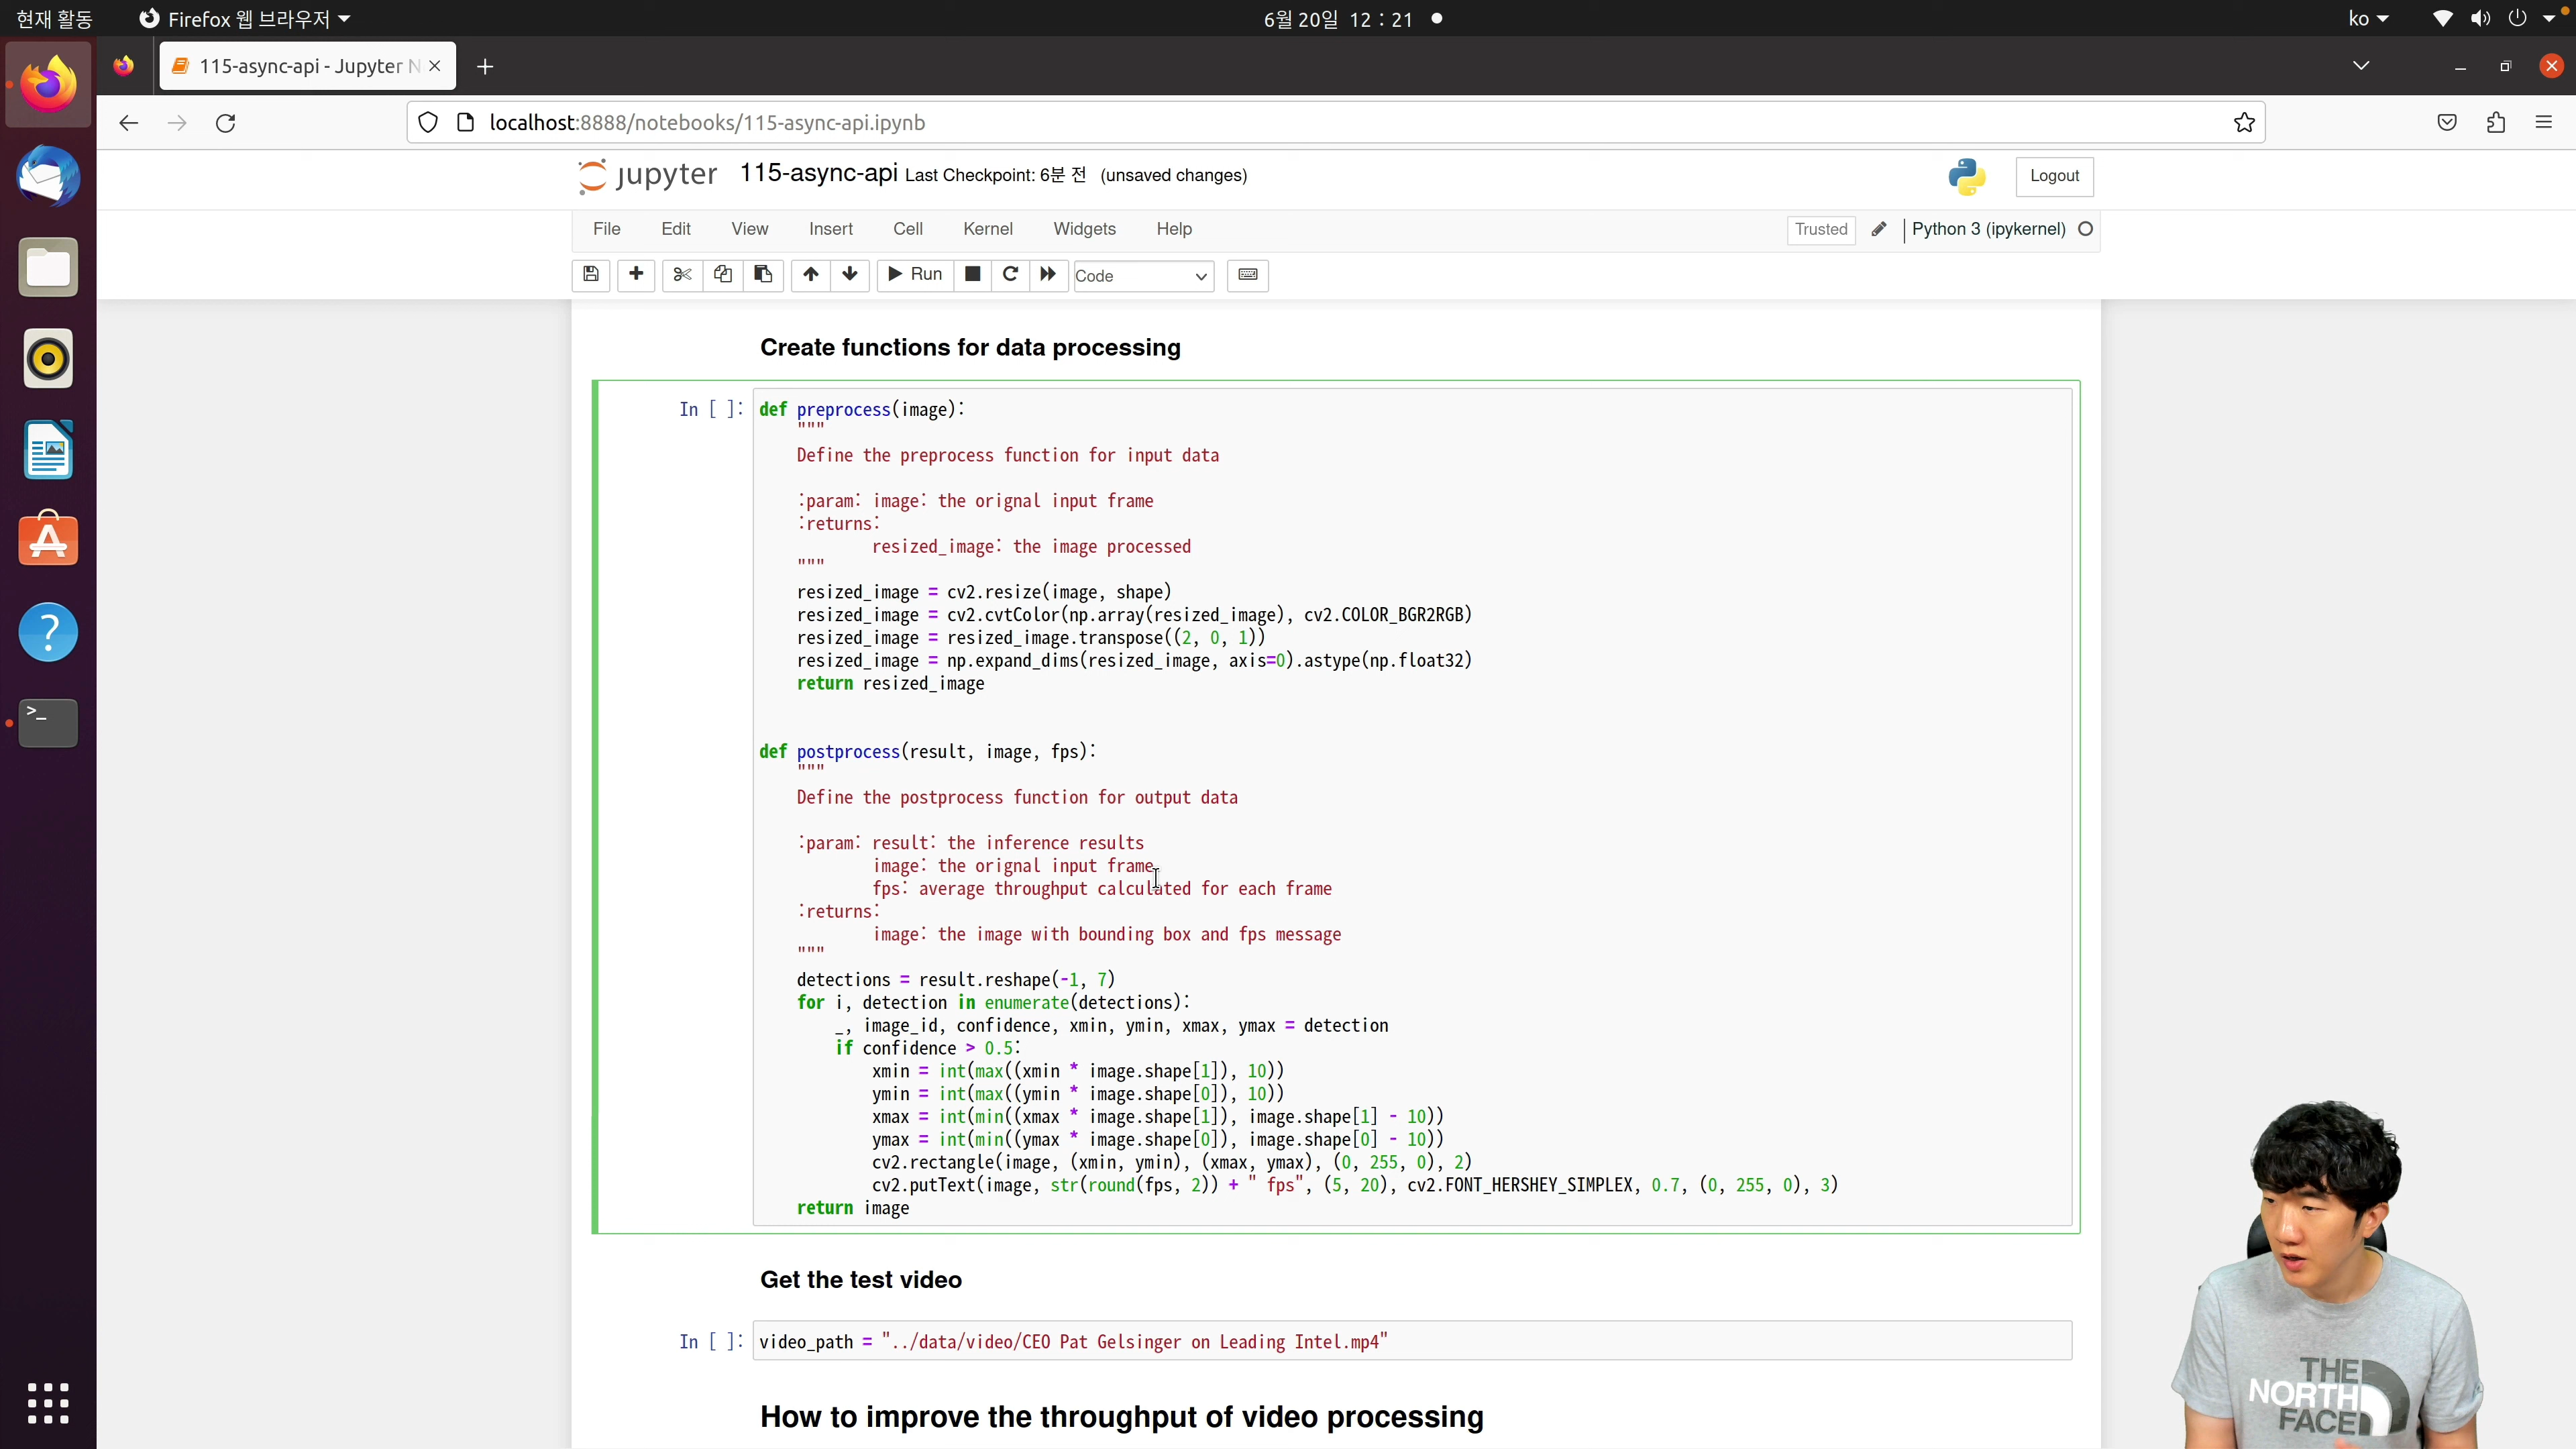 현재 활동
Firefox 웹 브라우저
6월 20일 12 : 21
ko
115-async-api - Jupyter N
localhost:8888/notebooks/115-async-api.ipynb
jupyter 115-async-api Last Checkpoint: 6분 전 (unsaved changes)
Logout
File Edit View Insert Cell Kernel Widgets Help
Trusted Python 3 (ipykernel)
Run Code
Create functions for data processing
In [ ]: def preprocess(image):
"""
Define the preprocess function for input data
:param: image: the orignal input frame
:returns:
resized_image: the image processed
"""
resized_image = cv2.resize(image, shape)
resized_image = cv2.cvtColor(np.array(resized_image), cv2.COLOR_BGR2RGB)
resized_image = resized_image.transpose((2, 0, 1))
resized_image = np.expand_dims(resized_image, axis=0).astype(np.float32)
return resized_image
def postprocess(result, image, fps):
"""
Define the postprocess function for output data
:param: result: the inference results
image: the orignal input frame
fps: average throughput calculated for each frame
:returns:
image: the image with bounding box and fps message
"""
detections = result.reshape(-1, 7)
for i, detection in enumerate(detections):
_, image_id, confidence, xmin, ymin, xmax, ymax = detection
if confidence > 0.5:
xmin = int(max((xmin * image.shape[1]), 10))
ymin = int(max((ymin * image.shape[0]), 10))
xmax = int(min((xmax * image.shape[1]), image.shape[1] - 10))
ymax = int(min((ymax * image.shape[0]), image.shape[0] - 10))
cv2.rectangle(image, (xmin, ymin), (xmax, ymax), (0, 255, 0), 2)
cv2.putText(image, str(round(fps, 2)) + " fps", (5, 20), cv2.FONT_HERSHEY_SIMPLEX, 0.7, (0, 255, 0), 3)
return image
Get the test video
In [ ]: video_path = "../data/video/CEO Pat Gelsinger on Leading Intel.mp4"
How to improve the throughput of video processing
THE
NORTH
FACE